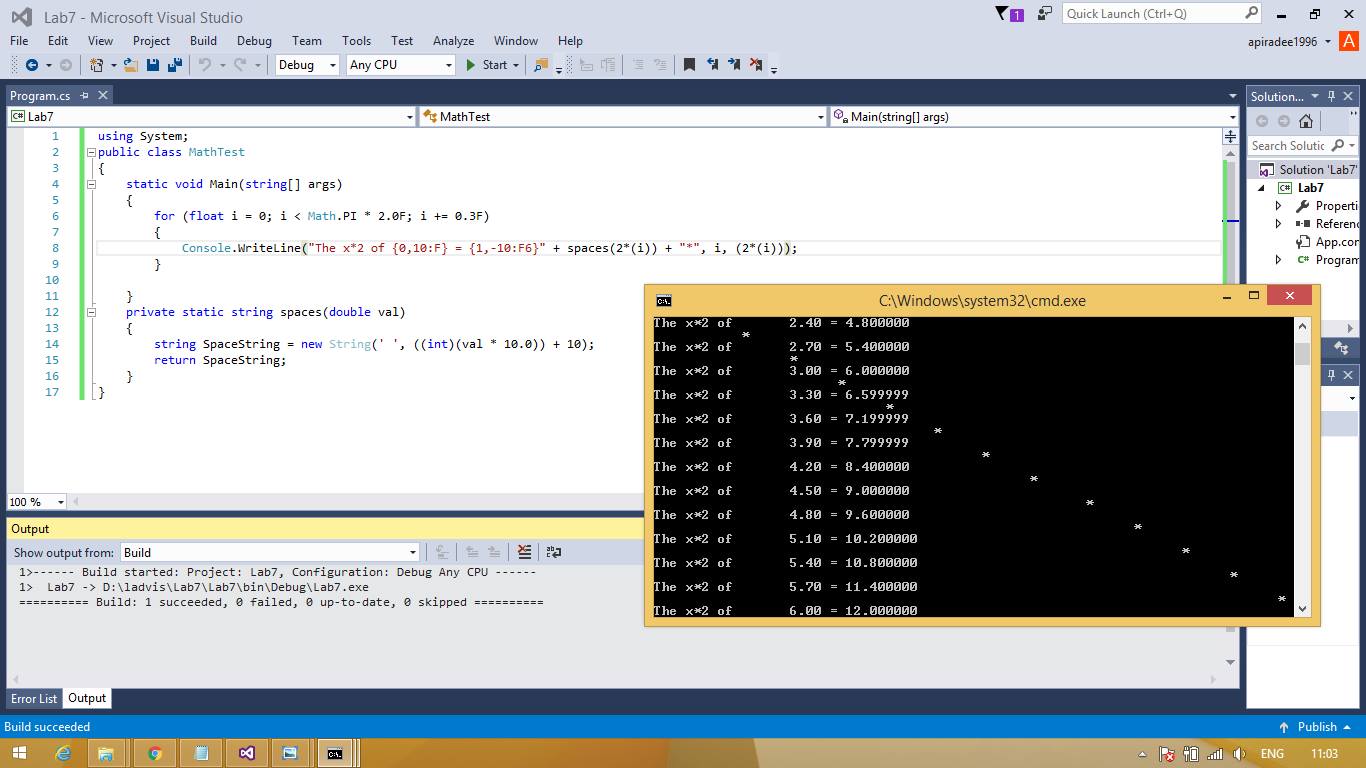 Lab7 - Microsoft Visual Studio
1
Quick Launch (Ctrl+Q)
File Edit View Project Build Debug Team Tools Test Analyze Window Help
apiradee1996 A
Debug Any CPU Start
Program.cs
Solution...
C# Lab7 MathTest Main(string[] args)
1 using System;
2 public class MathTest
3 {
4 static void Main(string[] args)
5 {
6 for (float i = 0; i < Math.PI * 2.0F; i += 0.3F)
7 {
8 Console.WriteLine("The x*2 of {0,10:F} = {1,-10:F6}" + spaces(2*(i)) + "*", i, (2*(i)));
9 }
10
11 }
12 private static string spaces(double val)
13 {
14 string SpaceString = new String(' ', ((int)(val * 10.0)) + 10);
15 return SpaceString;
16 }
17 }
Search Solutic
Solution 'Lab7'
C# Lab7
Properti
Referenc
App.con
C# Program
100 %
C:\Windows\system32\cmd.exe
The x*2 of 2.40 = 4.800000
*
The x*2 of 2.70 = 5.400000
*
The x*2 of 3.00 = 6.000000
*
The x*2 of 3.30 = 6.599999
*
The x*2 of 3.60 = 7.199999
*
The x*2 of 3.90 = 7.799999
*
The x*2 of 4.20 = 8.400000
*
The x*2 of 4.50 = 9.000000
*
The x*2 of 4.80 = 9.600000
*
The x*2 of 5.10 = 10.200000
*
The x*2 of 5.40 = 10.800000
*
The x*2 of 5.70 = 11.400000
*
The x*2 of 6.00 = 12.000000
Output
Show output from: Build
1>------ Build started: Project: Lab7, Configuration: Debug Any CPU ------
1> Lab7 -> D:\ladvis\Lab7\Lab7\bin\Debug\Lab7.exe
========== Build: 1 succeeded, 0 failed, 0 up-to-date, 0 skipped ==========
Error List Output
Build succeeded
Publish
ENG 11:03